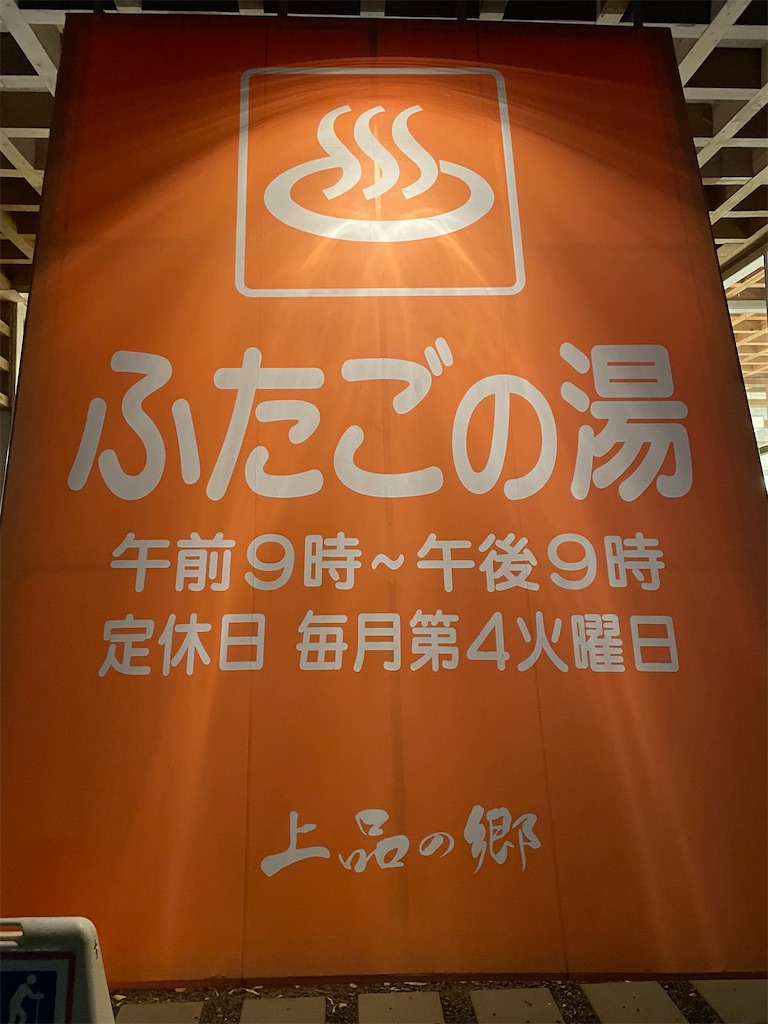 ふたごの湯
午前9時~午後9時
定休日 毎月第4火曜日
上品の郷